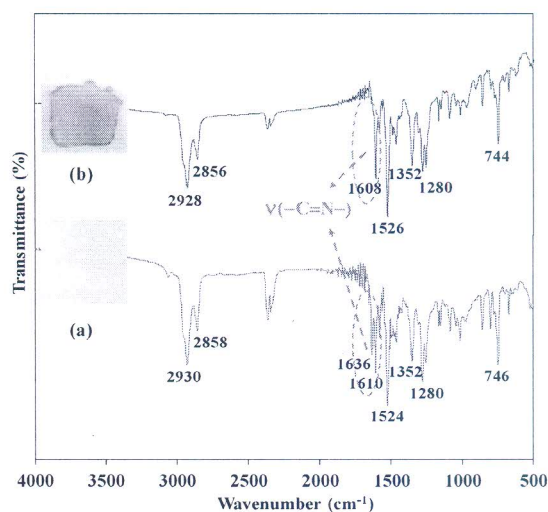 (b)
2856
2928
1608
1352
1280
744
ν(–C=N–)
1526
(a)
2858
2930
1636
1610
1352
1280
746
1524
Transmittance (%)
4000 3500 3000 2500 2000 1500 1000 500
Wavenumber (cm⁻¹)